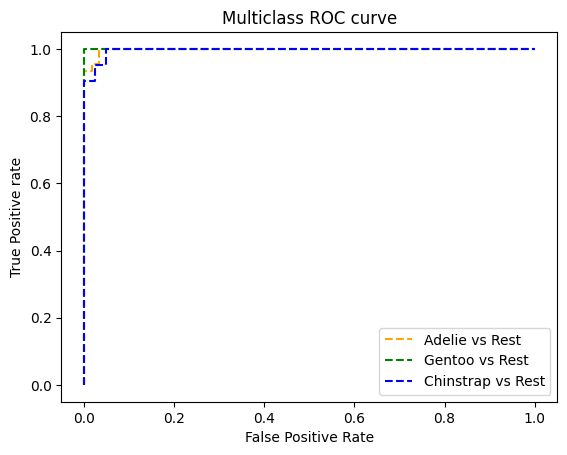 Multiclass ROC curve
True Positive rate
1.0
0.8
0.6
0.4
0.2
0.0
Adelie vs Rest
Gentoo vs Rest
Chinstrap vs Rest
0.0 0.2 0.4 0.6 0.8 1.0
False Positive Rate